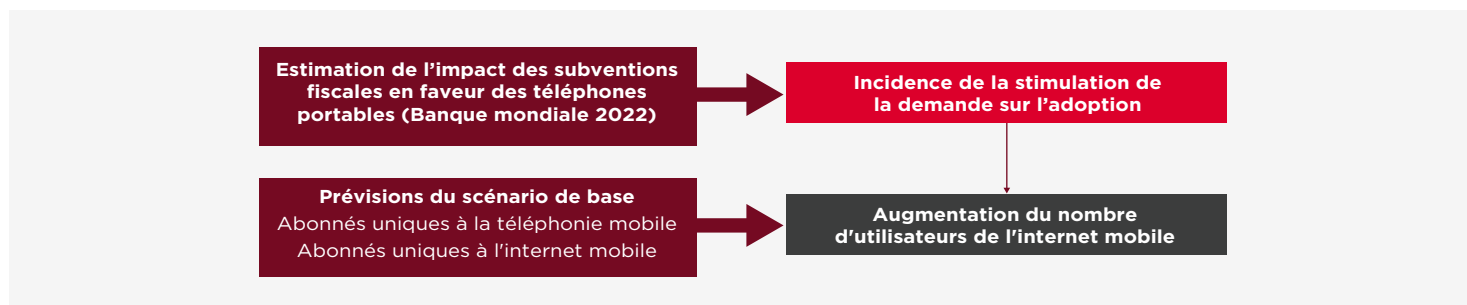 Estimation de l’impact des subventions
fiscales en faveur des téléphones
portables (Banque mondiale 2022)
Incidence de la stimulation de
la demande sur l’adoption
Prévisions du scénario de base
Abonnés uniques à la téléphonie mobile
Abonnés uniques à l'internet mobile
Augmentation du nombre
d'utilisateurs de l'internet mobile